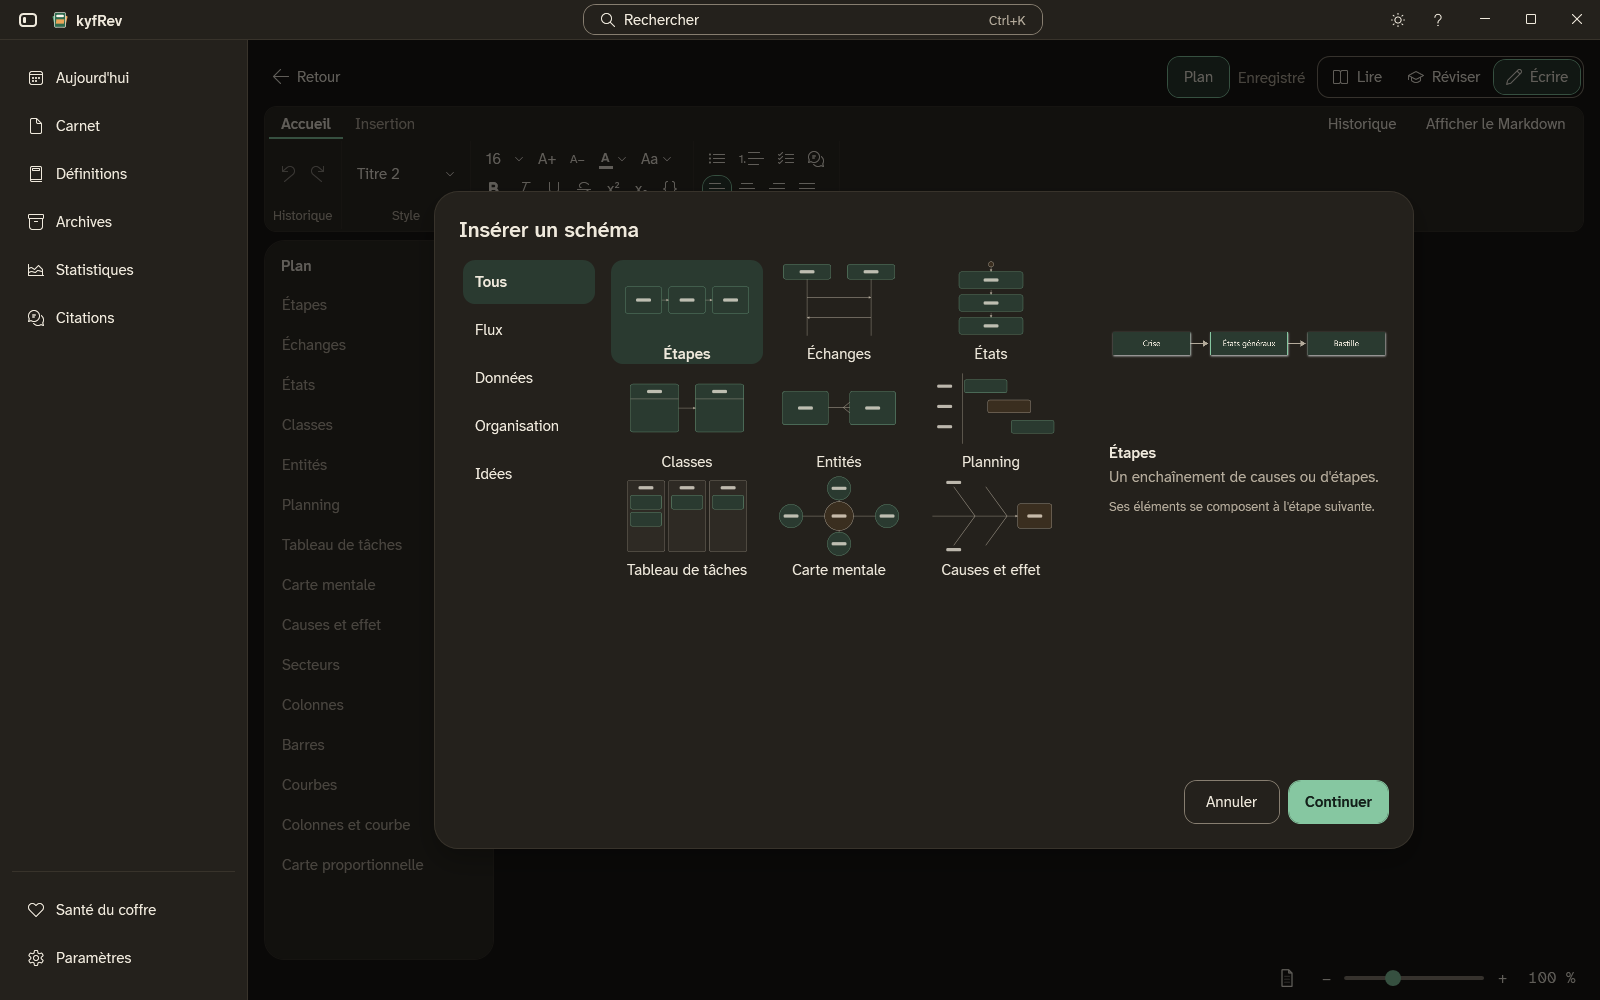 kyfRev
Rechercher
Ctrl+K
?
Aujourd'hui
Carnet
Définitions
Archives
Statistiques
Citations
Santé du coffre
Paramètres
Retour
Plan
Enregistré
Lire
Réviser
Écrire
Accueil
Insertion
Historique
Afficher le Markdown
Titre 2
16
A+
A−
A
Aa
Historique
Style
Plan
Étapes
Échanges
États
Classes
Entités
Planning
Tableau de tâches
Carte mentale
Causes et effet
Secteurs
Colonnes
Barres
Courbes
Colonnes et courbe
Carte proportionnelle
Insérer un schéma
Tous
Flux
Données
Organisation
Idées
Étapes
Échanges
États
Classes
Entités
Planning
Tableau de tâches
Carte mentale
Causes et effet
Crise
États généraux
Bastille
Étapes
Un enchaînement de causes ou d'étapes.
Ses éléments se composent à l'étape suivante.
Annuler
Continuer
− + 100 %